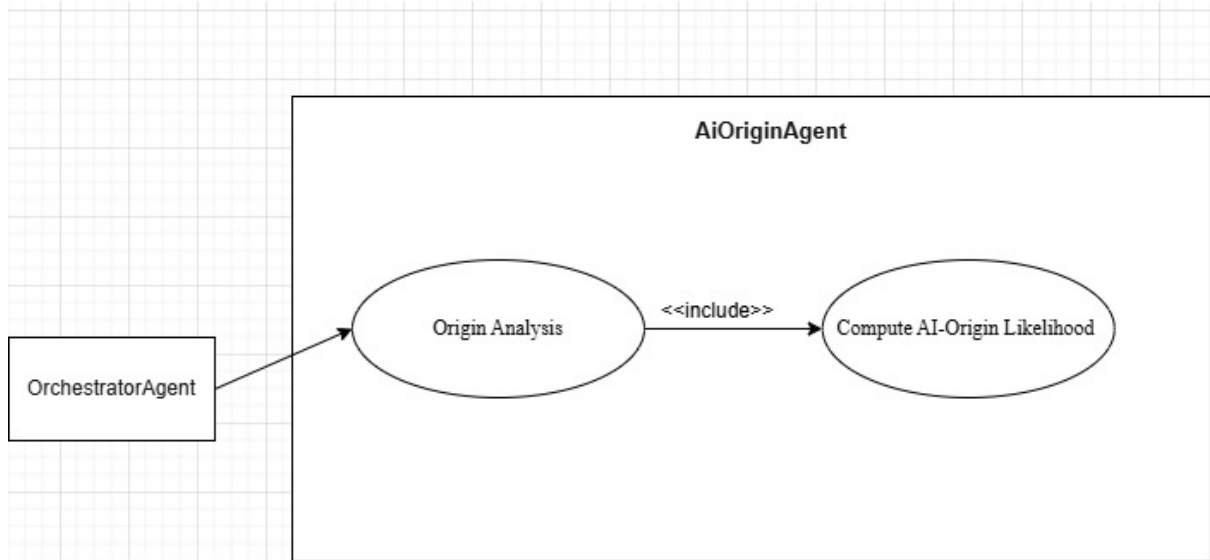 AiOriginAgent
<<include>>
Origin Analysis
Compute AI-Origin Likelihood
OrchestratorAgent